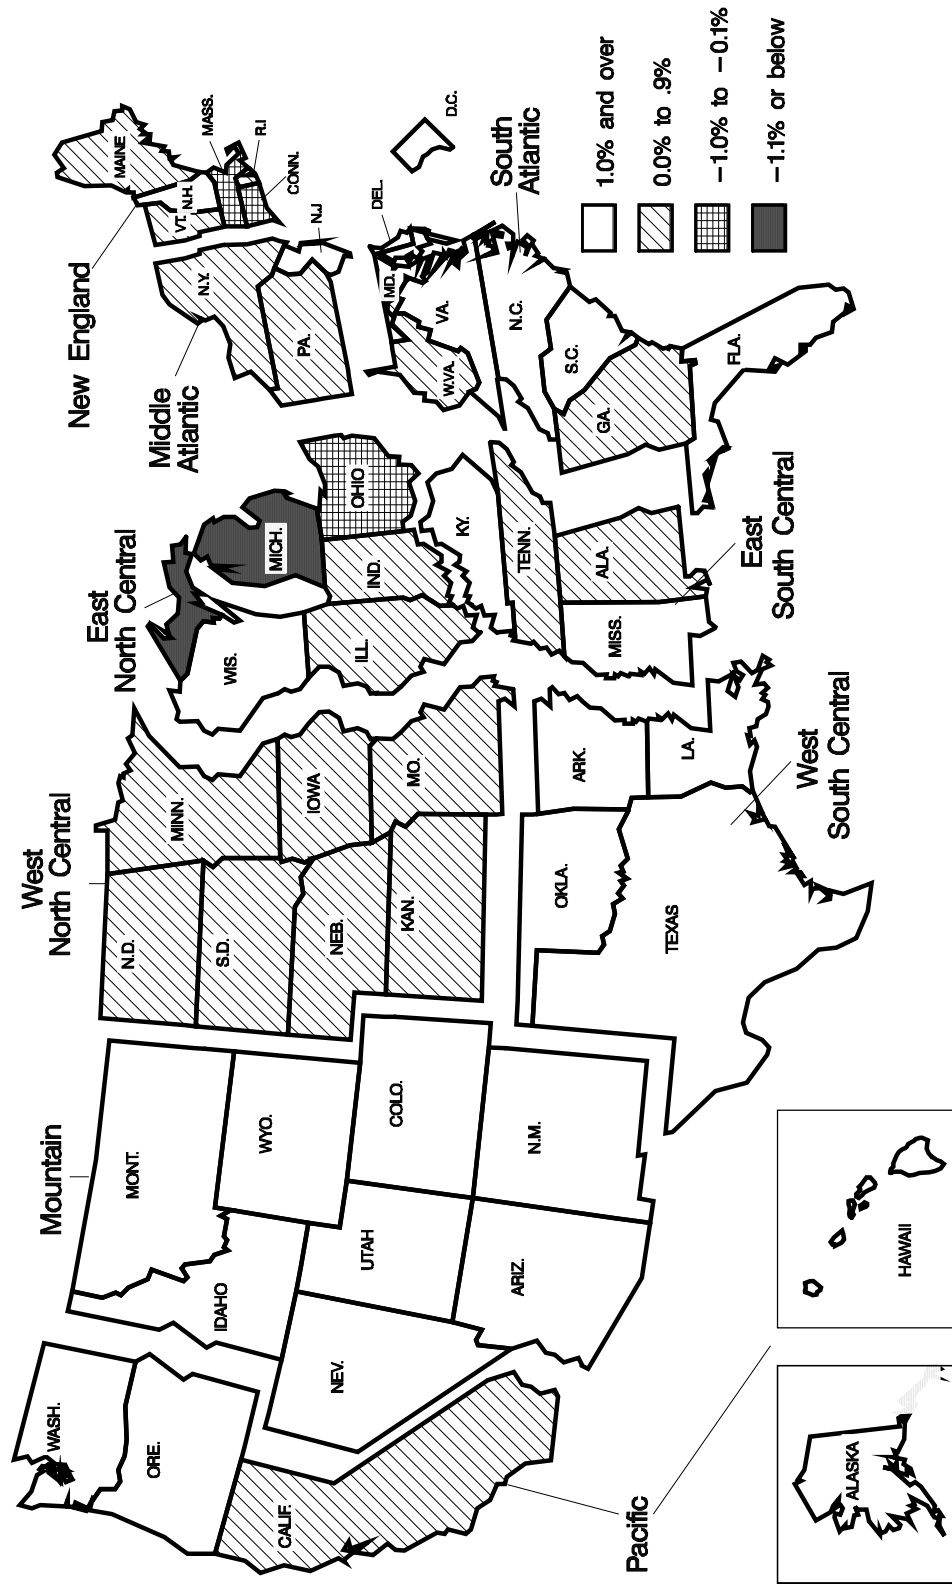 New England
Middle
Atlantic
East
North Central
West
North Central
Mountain
Pacific
West
South Central
East
South Central
South
Atlantic
WASH.
ORE.
CALIF.
NEV.
IDAHO
MONT.
WYO.
UTAH
COLO.
ARIZ.
N.M.
N.D.
S.D.
NEB.
KAN.
MINN.
IOWA
MO.
OKLA.
ARK.
TEXAS
LA.
WIS.
MICH.
ILL.
IND.
OHIO
KY.
TENN.
MISS.
ALA.
MAINE
VT.
N.H.
MASS.
R.I
CONN.
N.Y.
PA.
N.J
DEL.
MD.
D.C.
W.VA.
VA.
N.C.
S.C.
GA.
FLA.
ALASKA
HAWAII
1.0% and over
0.0% to .9%
−1.0% to −0.1%
−1.1% or below